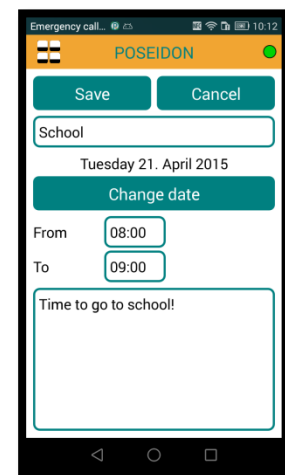 Emergency call... 10:12
POSEIDON
Save Cancel
School
Tuesday 21. April 2015
Change date
From 08:00
To 09:00
Time to go to school!